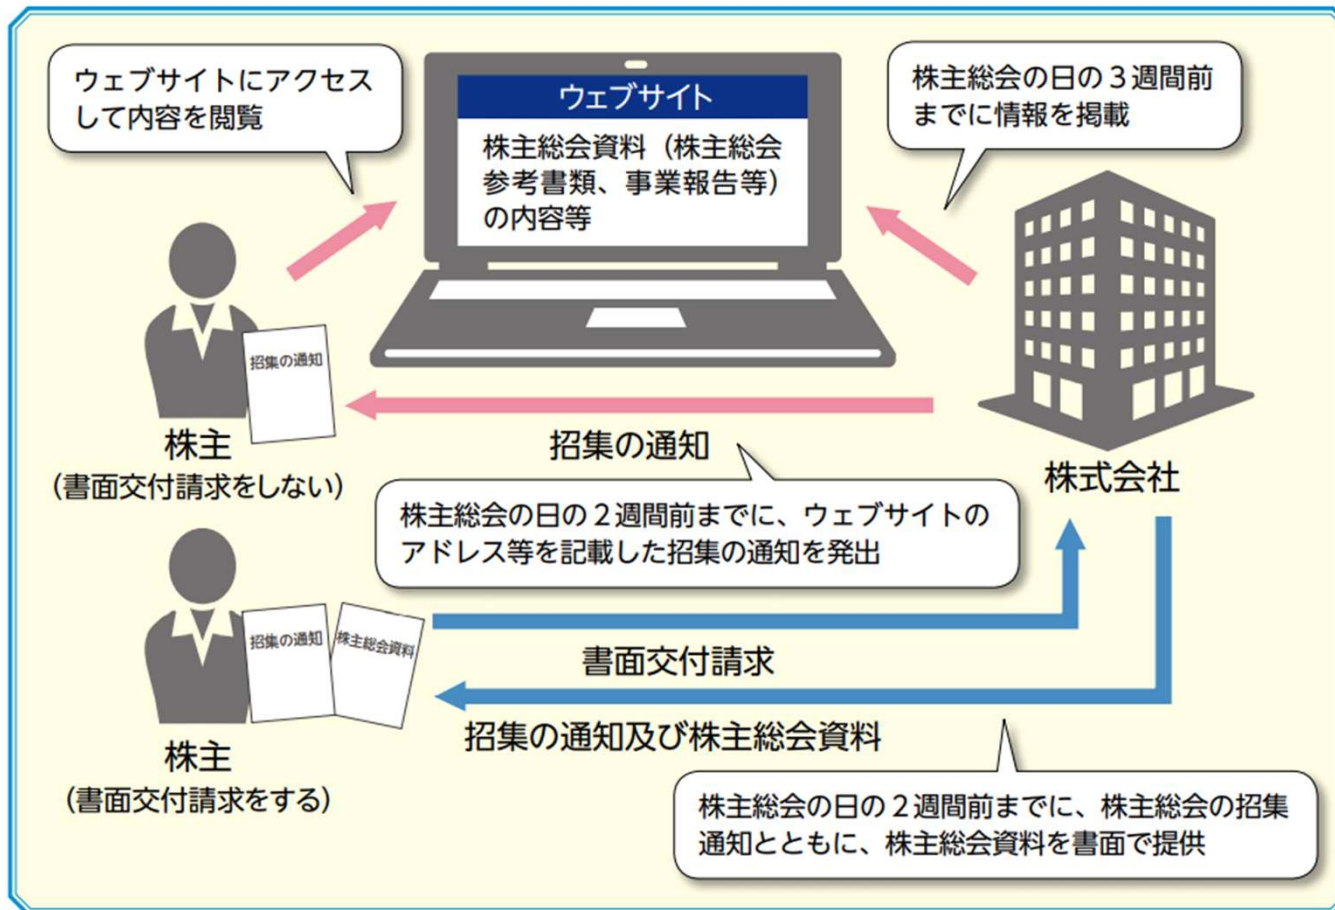 ウェブサイトにアクセス
して内容を閲覧
ウェブサイト
株主総会資料（株主総会
参考書類、事業報告等）
の内容等
株主総会の日の３週間前
までに情報を掲載
招集の通知
株主
（書面交付請求をしない）
招集の通知
株式会社
株主総会の日の２週間前までに、ウェブサイトの
アドレス等を記載した招集の通知を発出
招集の通知
株主総会資料
書面交付請求
招集の通知及び株主総会資料
株主
（書面交付請求をする）
株主総会の日の２週間前までに、株主総会の招集
通知とともに、株主総会資料を書面で提供